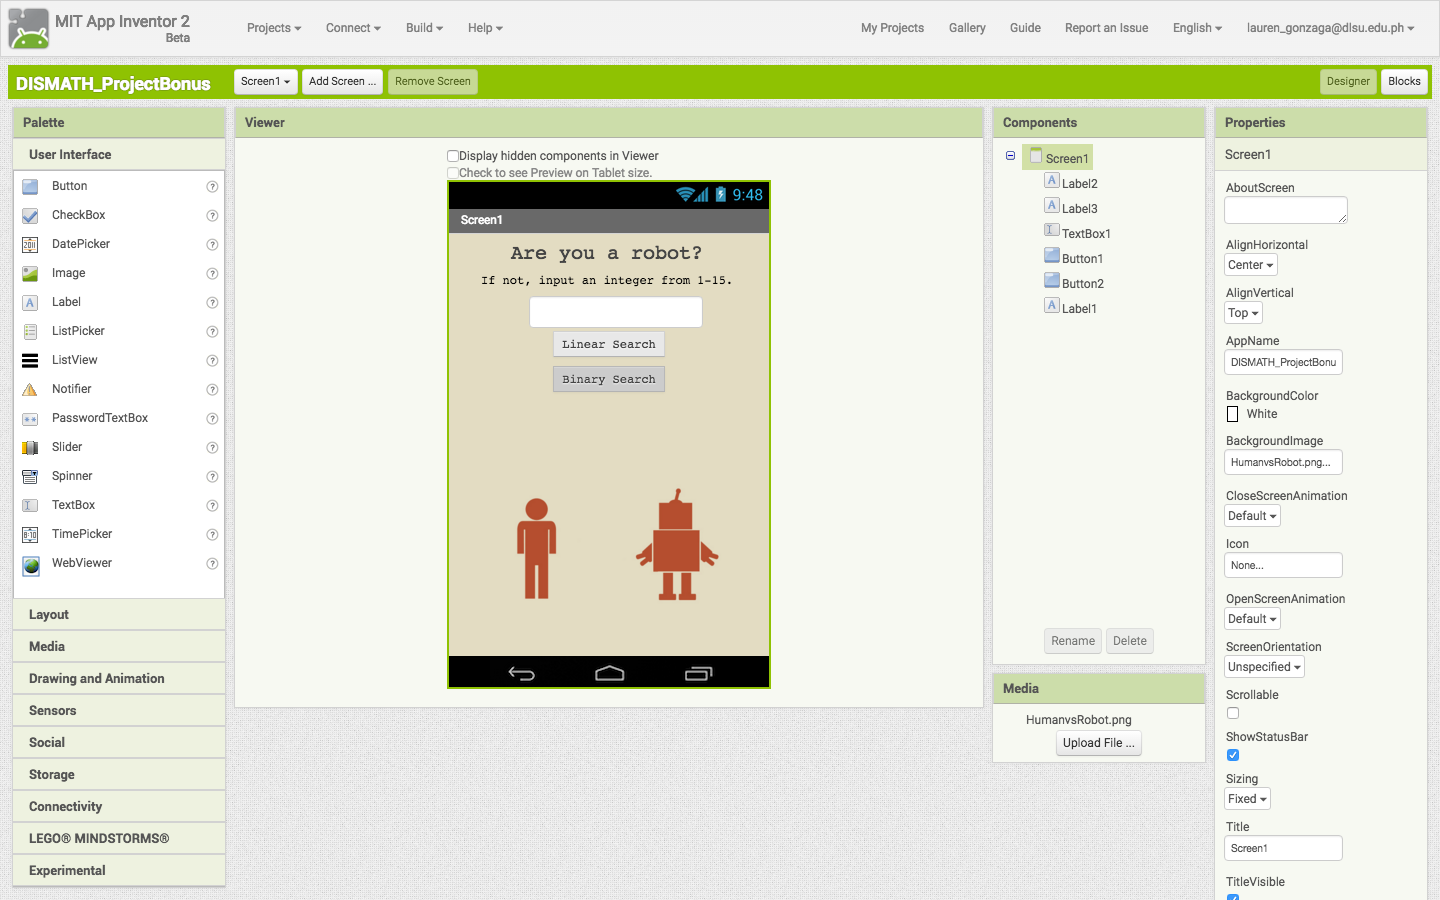 MIT App Inventor 2
Beta
Projects Connect Build Help My Projects Gallery Guide Report an Issue English lauren_gonzaga@dlsu.edu.ph
DISMATH_ProjectBonus Screen1 Add Screen ... Remove Screen Designer Blocks
Palette
User Interface
Button ?
CheckBox ?
DatePicker ?
Image ?
Label ?
ListPicker ?
ListView ?
Notifier ?
PasswordTextBox ?
Slider ?
Spinner ?
TextBox ?
TimePicker ?
WebViewer ?
Layout
Media
Drawing and Animation
Sensors
Social
Storage
Connectivity
LEGO® MINDSTORMS®
Experimental
Viewer
Display hidden components in Viewer
Check to see Preview on Tablet size.
9:48
Screen1
Are you a robot?
If not, input an integer from 1-15.
Linear Search
Binary Search
Components
Screen1
A Label2
A Label3
TextBox1
Button1
Button2
A Label1
Rename Delete
Media
HumanvsRobot.png
Upload File ...
Properties
Screen1
AboutScreen
AlignHorizontal
Center
AlignVertical
Top
AppName
DISMATH_ProjectBonu
BackgroundColor
White
BackgroundImage
HumanvsRobot.png...
CloseScreenAnimation
Default
Icon
None...
OpenScreenAnimation
Default
ScreenOrientation
Unspecified
Scrollable
ShowStatusBar
Sizing
Fixed
Title
Screen1
TitleVisible